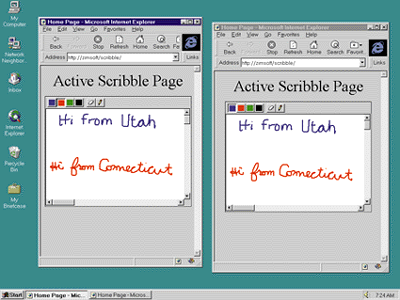 My Computer
Network Neighbor...
Inbox
Internet Explorer
Recycle Bin
My Briefcase
Home Page - Microsoft Internet Explorer
File Edit View Go Favorites Help
Back Forward Stop Refresh Home Search Fav
Address http://zimsoft/scribble/ Links
Active Scribble Page
Hi from Utah
Hi from Connecticut
Home Page - Microsoft Internet Explorer
File Edit View Go Favorites Help
Back Forward Stop Refresh Home Search
Address http://zimsoft/scribble/ Links
Active Scribble Page
Hi from Utah
Hi from Connecticut
Start Home Page - Mic... Home Page - Micros... 7:24 AM